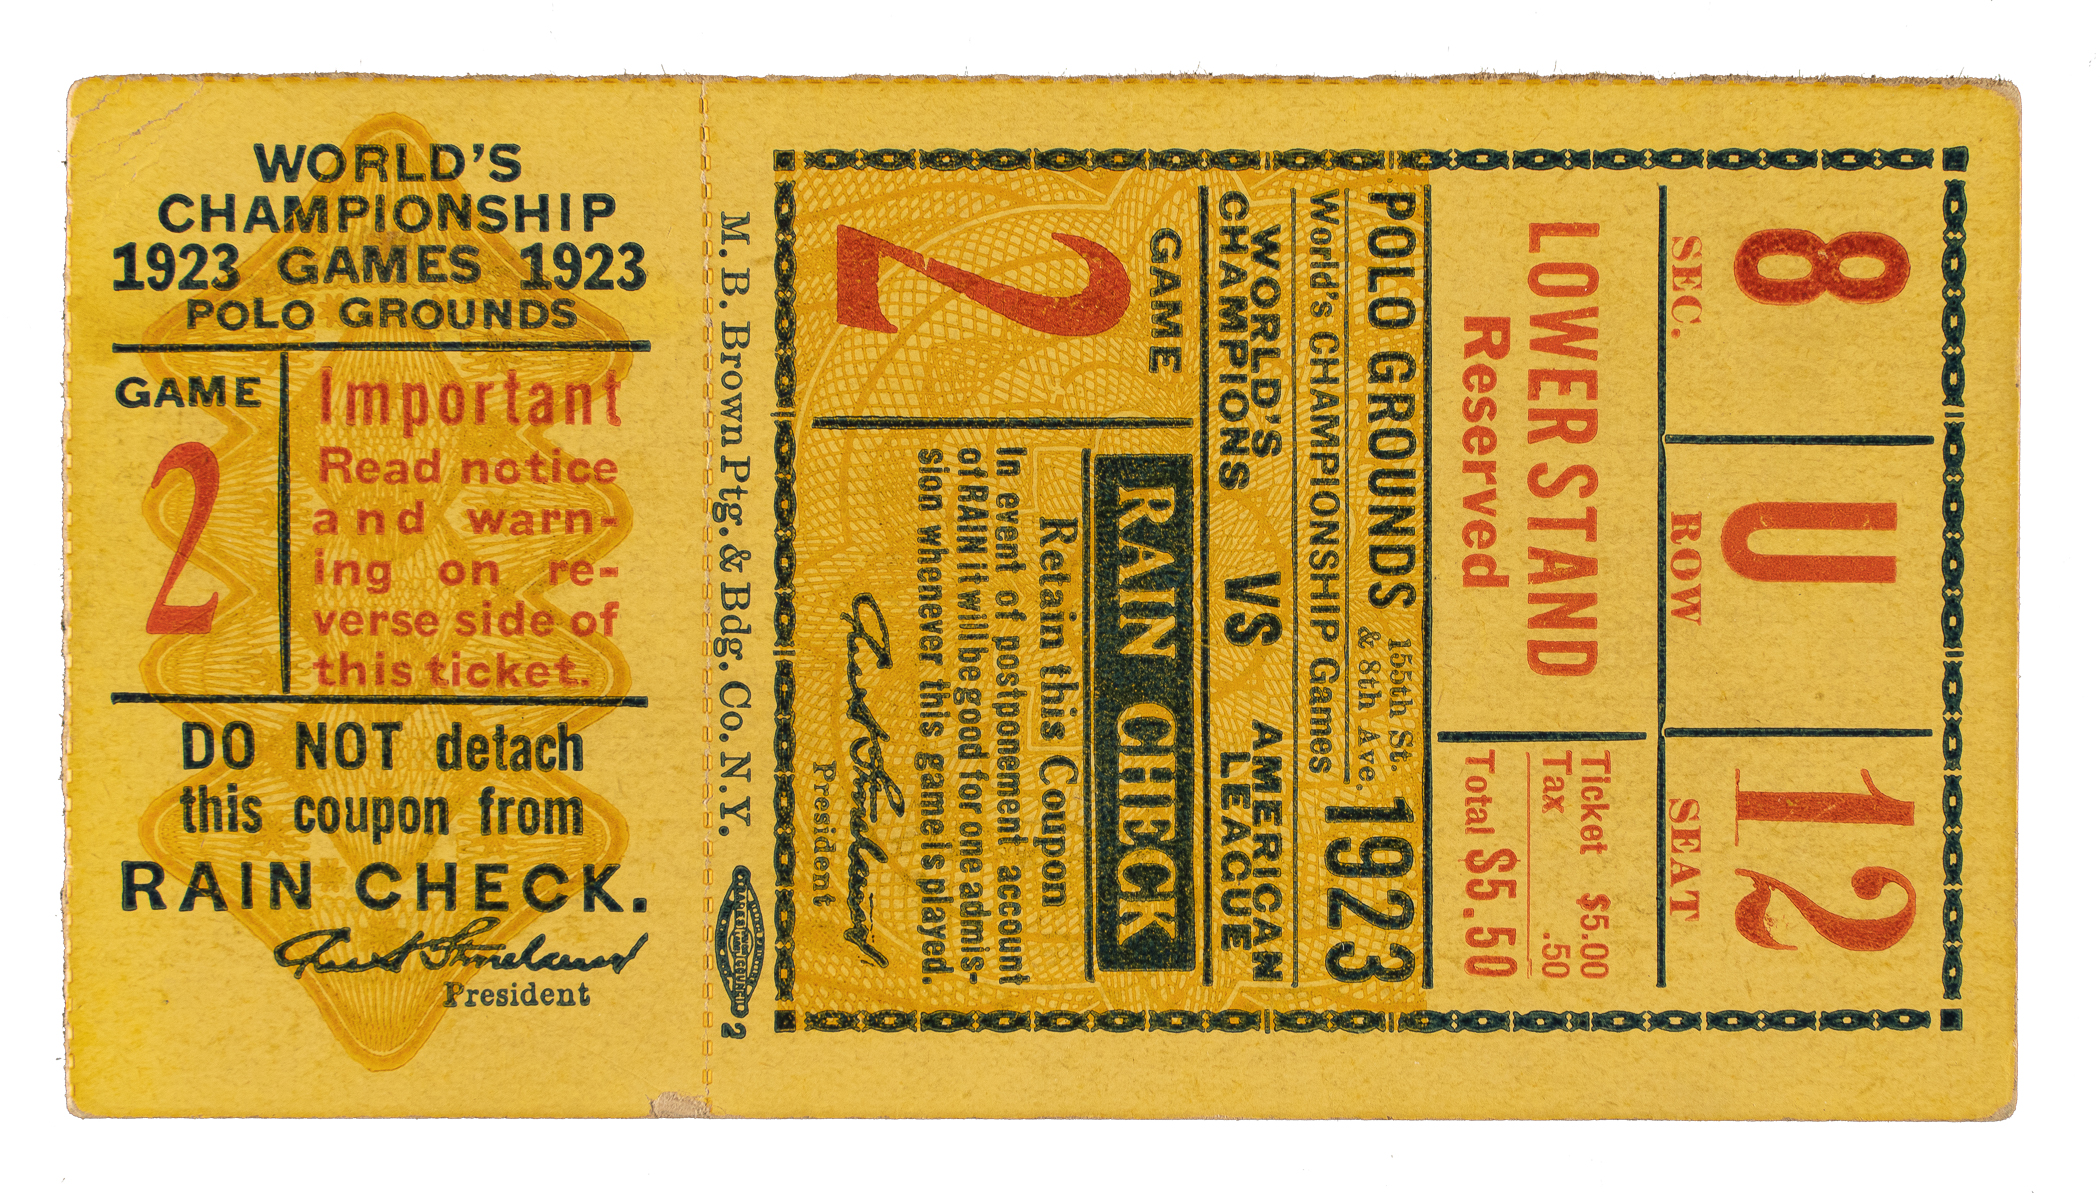 WORLD'S
CHAMPIONSHIP
1923 GAMES 1923
POLO GROUNDS
GAME
2
Important
Read notice
and warn-
ing on re-
verse side of
this ticket.
DO NOT detach
this coupon from
RAIN CHECK.
President
M. B. Brown Ptg. & Bdg. Co. N.Y.
2
8
SEC.
U
ROW
12
SEAT
LOWER STAND
Reserved
Ticket $5.00
Tax .50
Total $5.50
POLO GROUNDS 155th St. & 8th Ave.
World's CHAMPIONSHIP Games
1923
WORLD'S CHAMPIONS
VS
AMERICAN LEAGUE
GAME
2
RAIN CHECK
Retain this Coupon
In event of postponement account
of RAIN it will be good for one admis-
sion whenever this game is played.
President